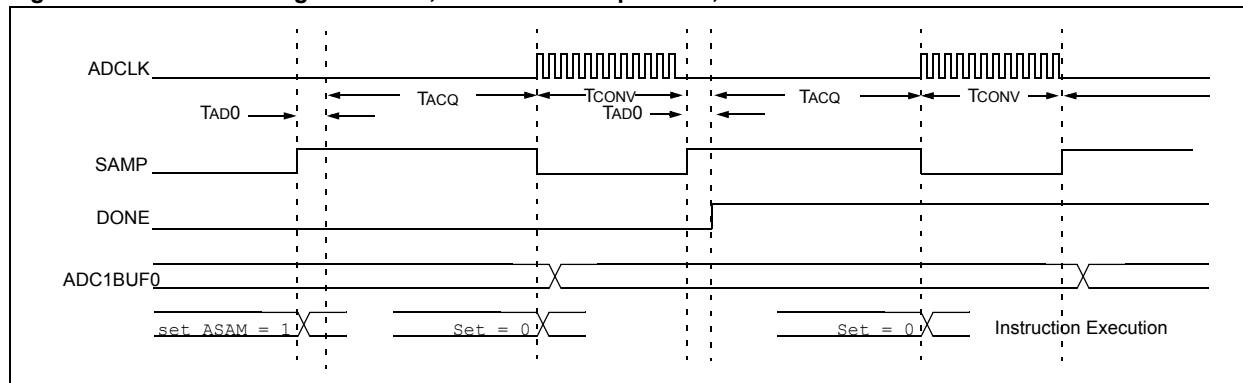 ADCLK
TACQ TCONV TACQ TCONV
TAD0 TAD0
SAMP
DONE
ADC1BUF0
set ASAM = 1 Set = 0 Set = 0 Instruction Execution